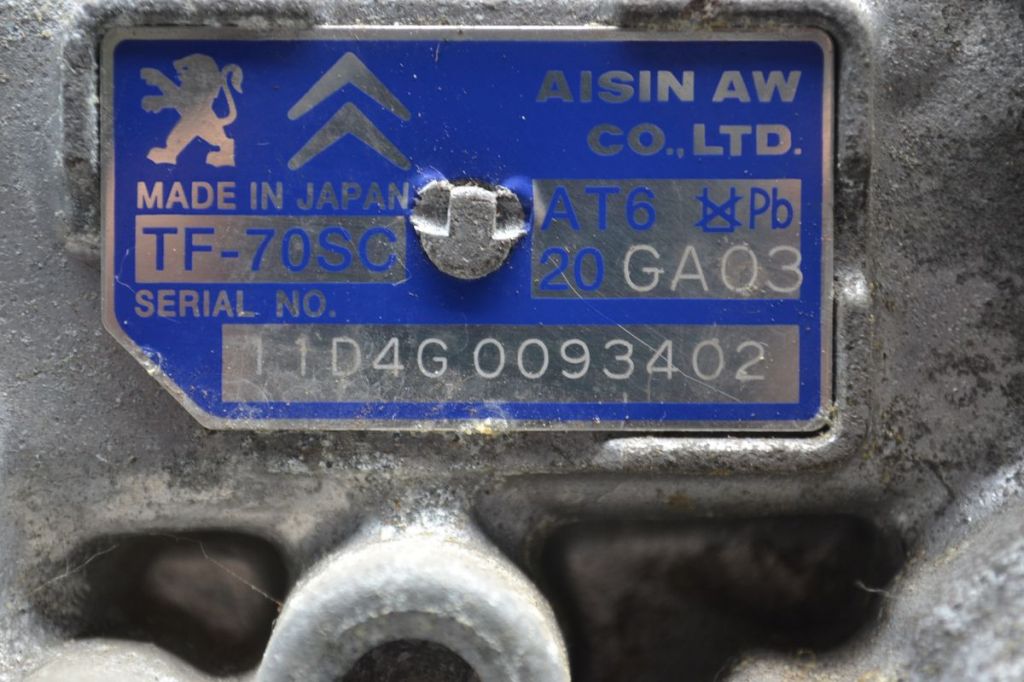 AISIN AW
CO., LTD.
MADE IN JAPAN
TF-70SC
AT6 Pb
20 GA03
SERIAL NO.
11D4G0093402